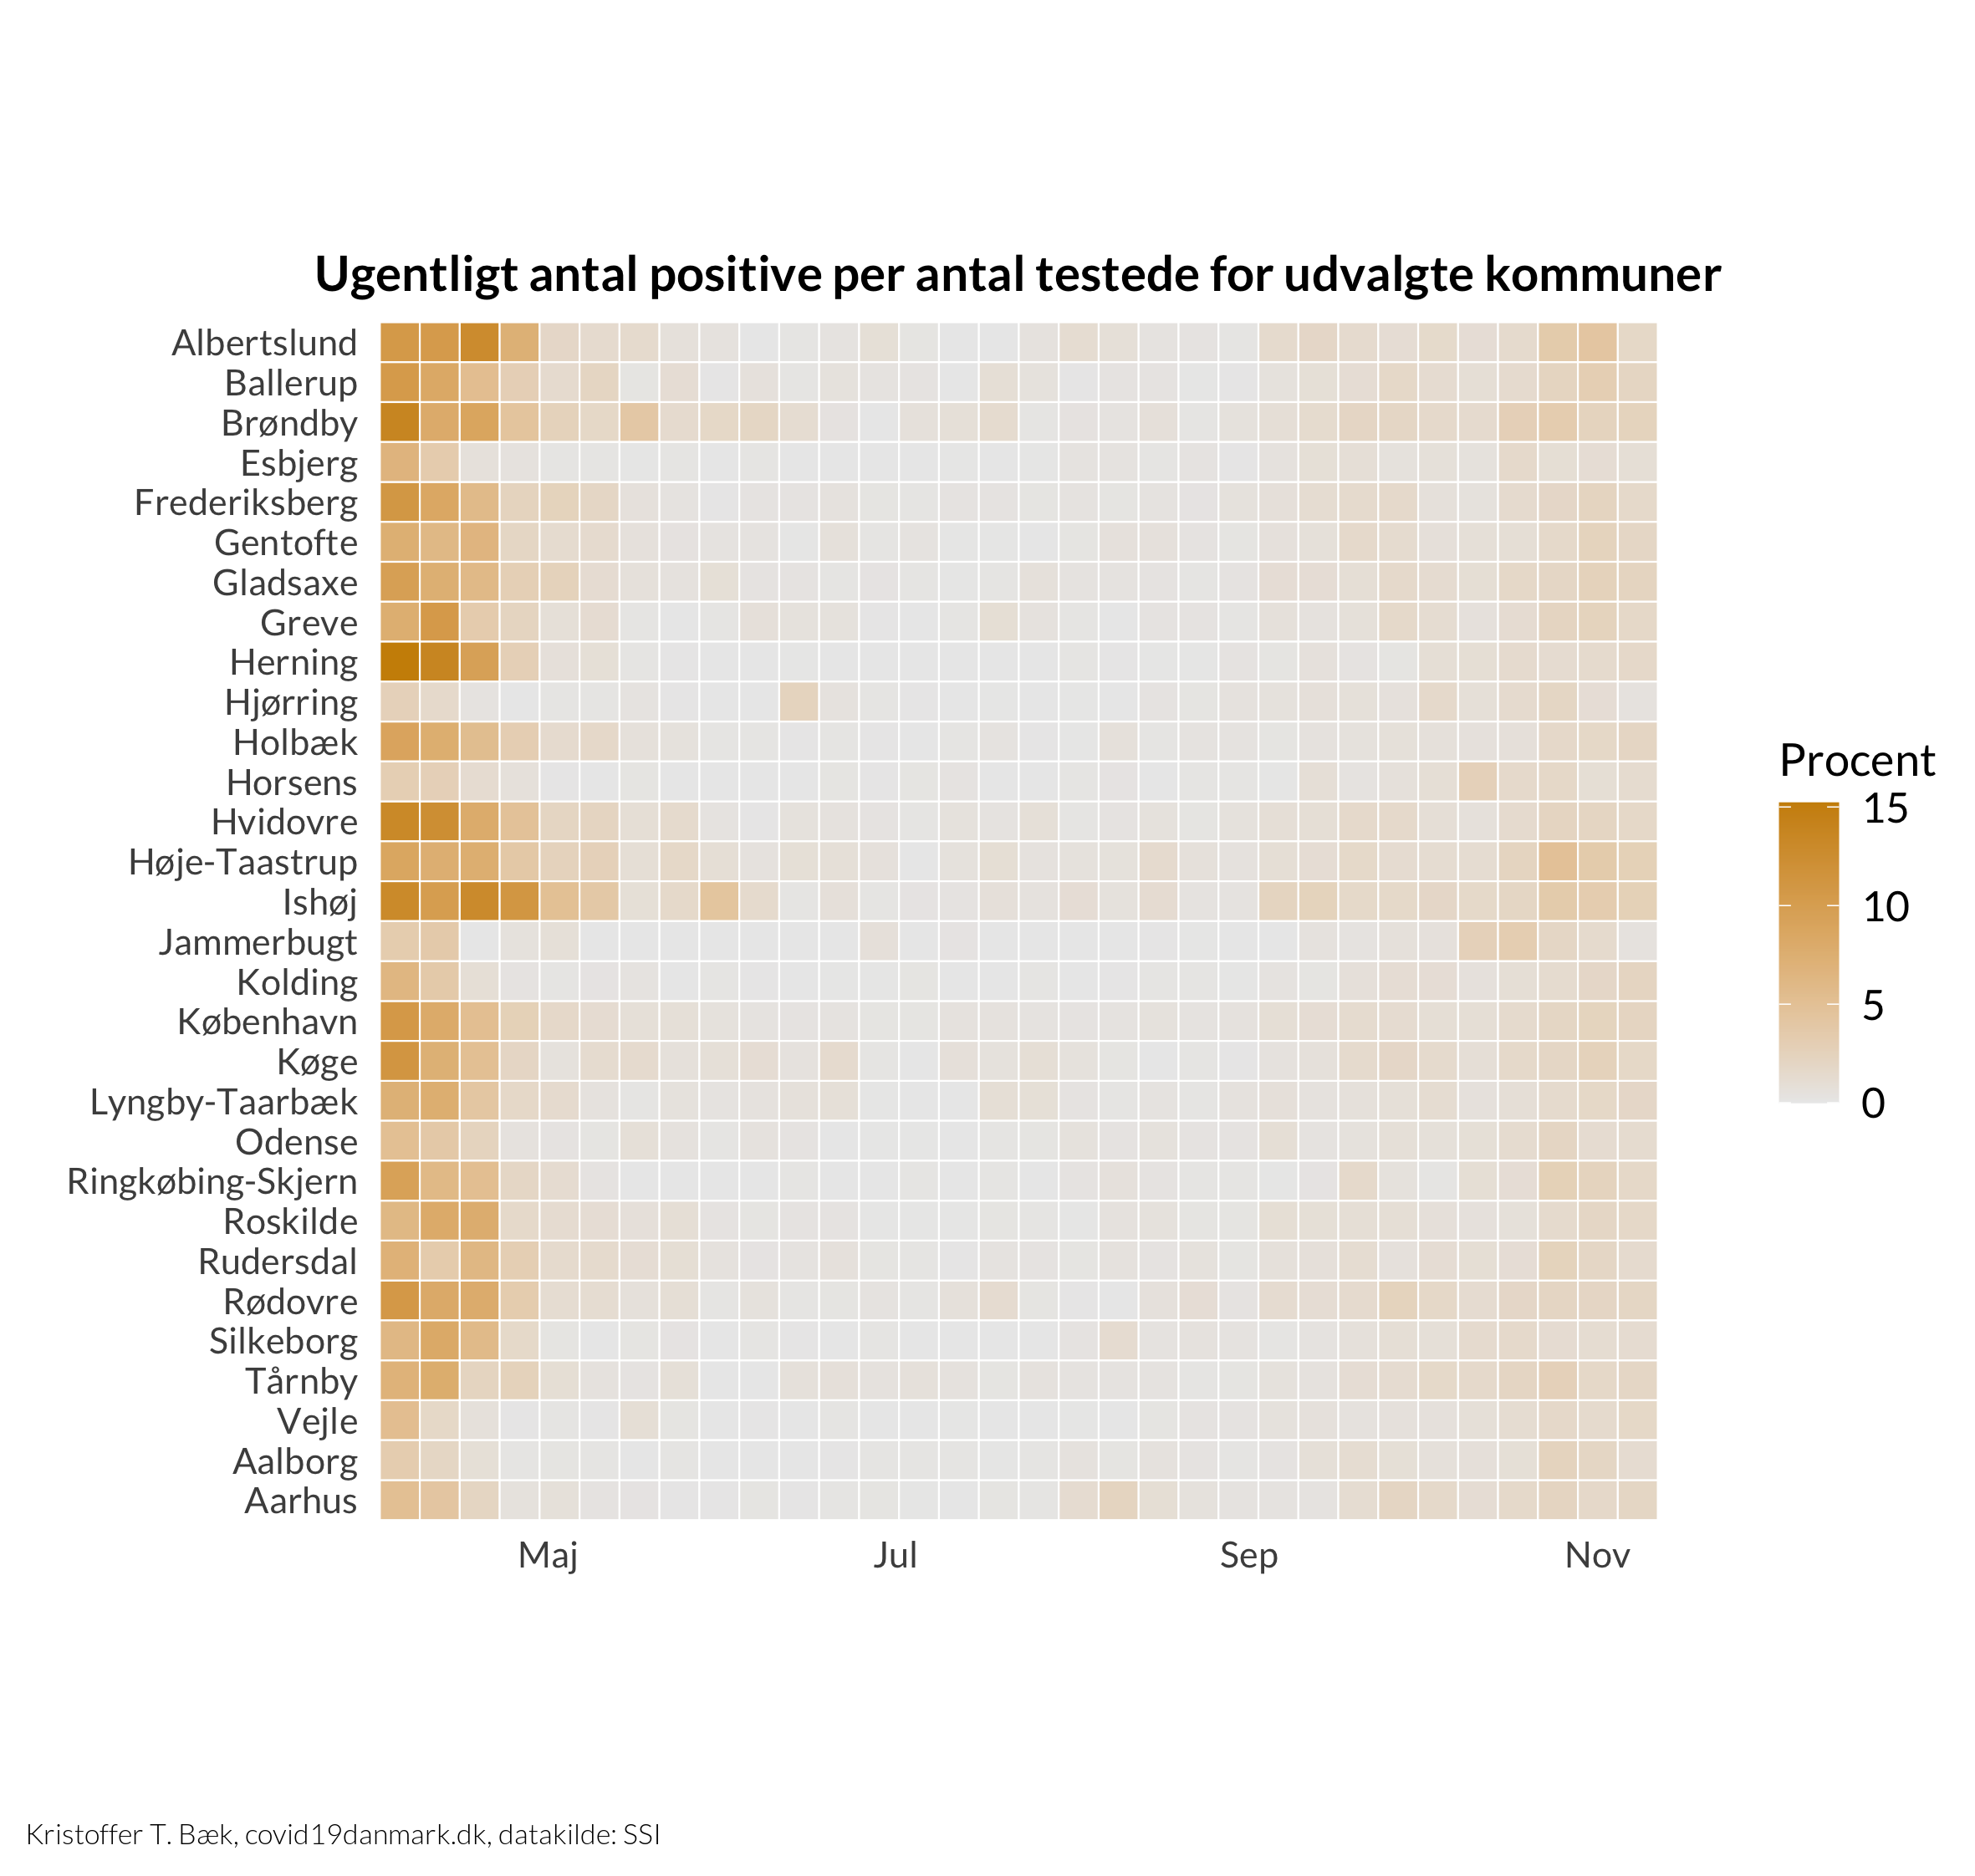 Ugentligt antal positive per antal testede for udvalgte kommuner
Albertslund
Ballerup
Brøndby
Esbjerg
Frederiksberg
Gentofte
Gladsaxe
Greve
Herning
Hjørring
Holbæk
Horsens
Hvidovre
Høje-Taastrup
Ishøj
Jammerbugt
Kolding
København
Køge
Lyngby-Taarbæk
Odense
Ringkøbing-Skjern
Roskilde
Rudersdal
Rødovre
Silkeborg
Tårnby
Vejle
Aalborg
Aarhus
Maj Jul Sep Nov
Procent
15
10
5
0
Kristoffer T. Bæk, covid19danmark.dk, datakilde: SSI